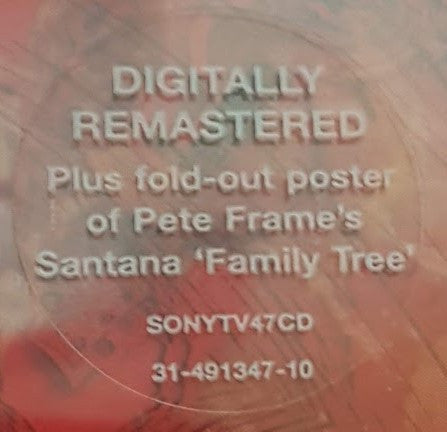 DIGITALLY
REMASTERED
Plus fold-out poster
of Pete Frame's
Santana 'Family Tree'
SONYTV47CD
31-491347-10